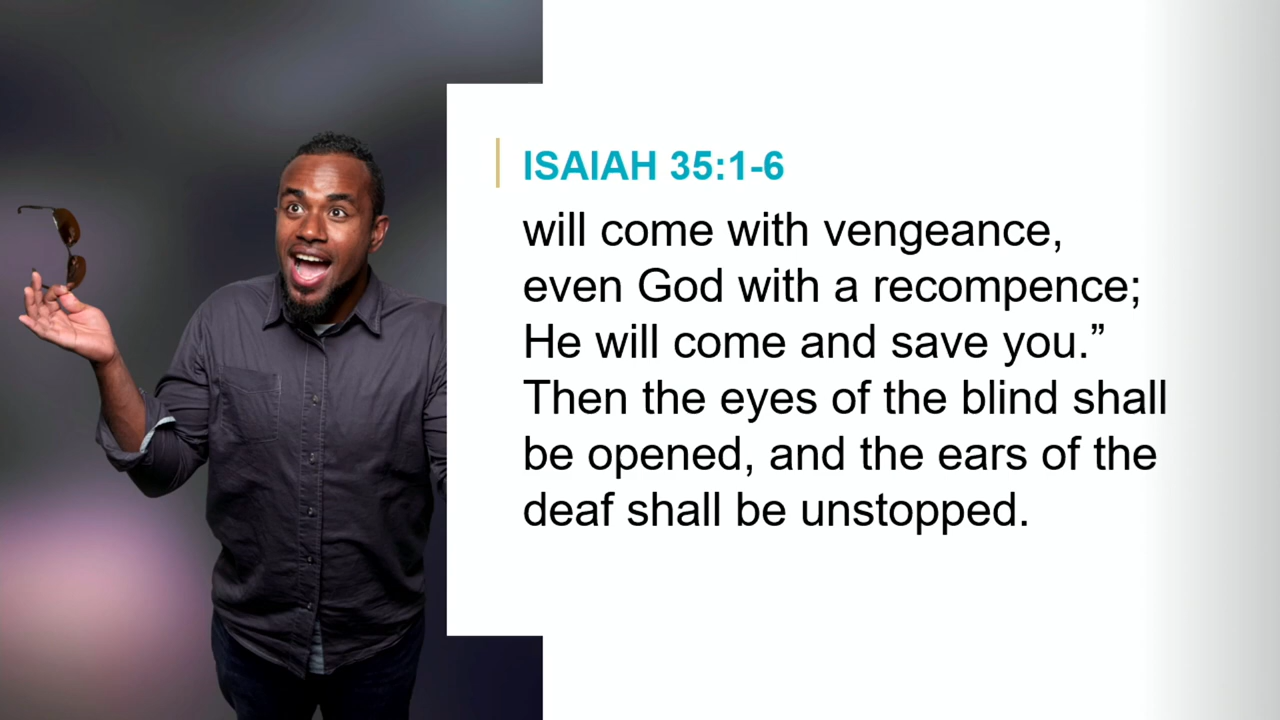 ISAIAH 35:1-6
will come with vengeance,
even God with a recompence;
He will come and save you.”
Then the eyes of the blind shall
be opened, and the ears of the
deaf shall be unstopped.